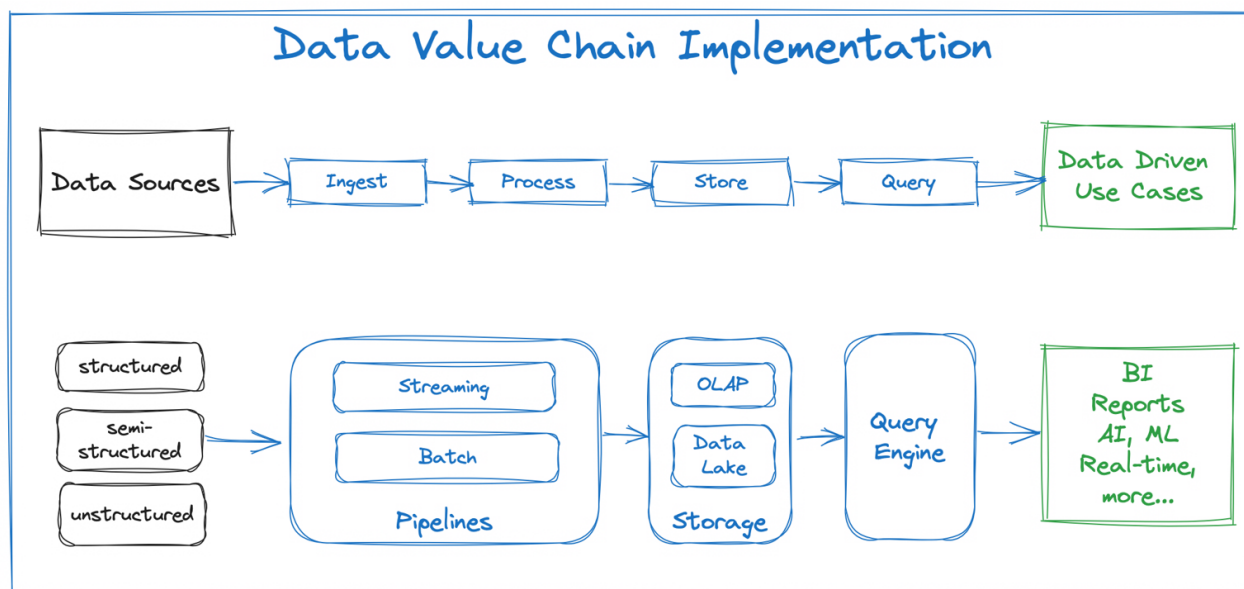 Data Value Chain Implementation
Data Sources
Ingest
Process
Store
Query
Data Driven
Use Cases
structured
semi-
structured
unstructured
Streaming
Batch
Pipelines
OLAP
Data
Lake
Storage
Query
Engine
BI
Reports
AI, ML
Real-time,
more...